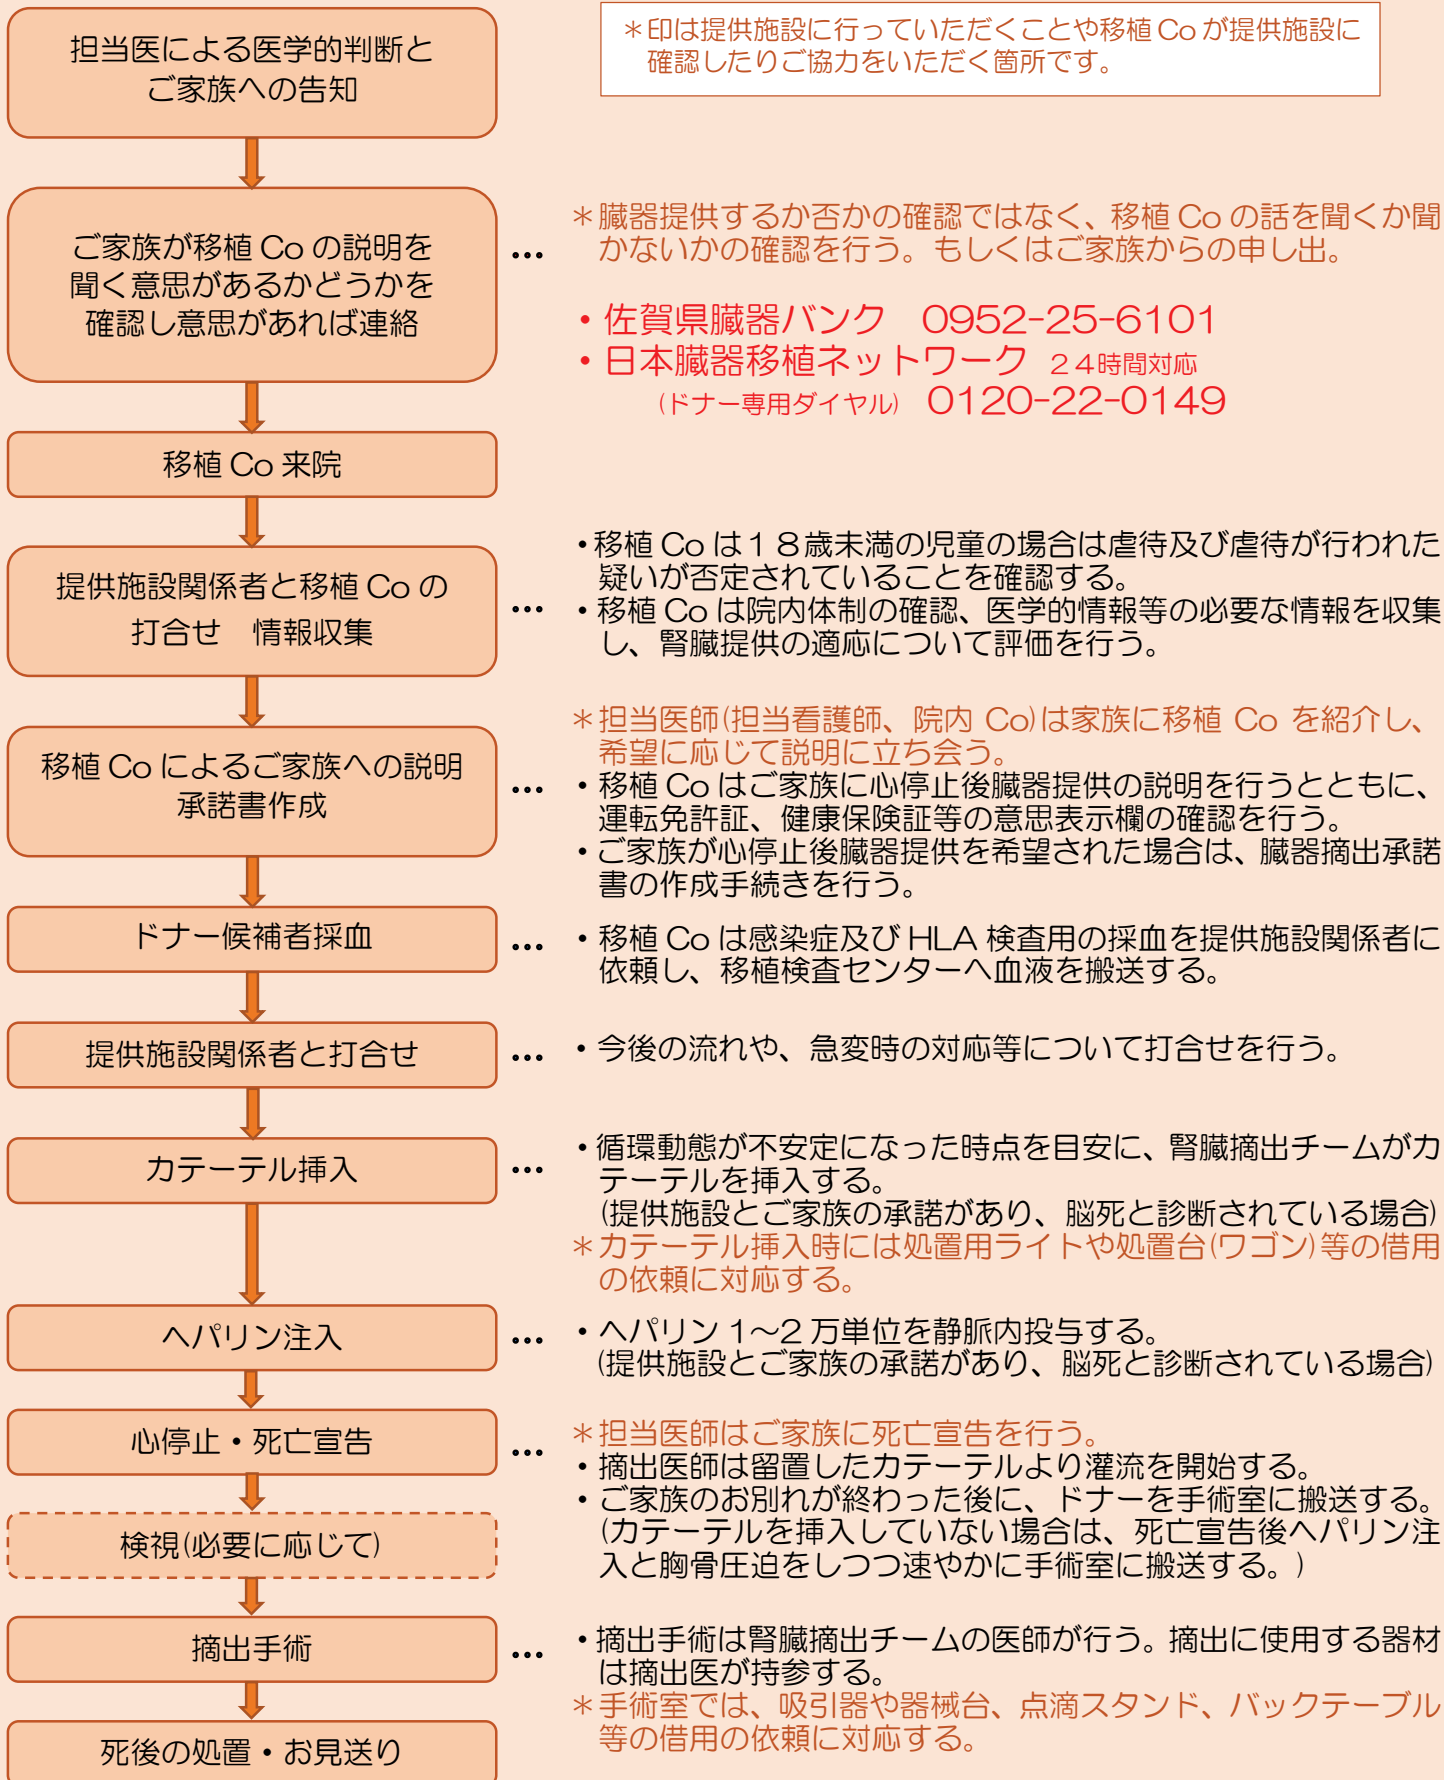 担当医による医学的判断と
ご家族への告知
＊印は提供施設に行っていただくことや移植Coが提供施設に
確認したりご協力をいただく箇所です。
ご家族が移植Coの説明を
聞く意思があるかどうかを
確認し意思があれば連絡
…
＊臓器提供するか否かの確認ではなく、移植Coの話を聞くか聞
かないかの確認を行う。もしくはご家族からの申し出。
・佐賀県臓器バンク　0952-25-6101
・日本臓器移植ネットワーク ２４時間対応
(ドナー専用ダイヤル)　0120-22-0149
移植Co来院
提供施設関係者と移植Coの
打合せ　情報収集
…
・移植Coは１８歳未満の児童の場合は虐待及び虐待が行われた
疑いが否定されていることを確認する。
・移植Coは院内体制の確認、医学的情報等の必要な情報を収集
し、腎臓提供の適応について評価を行う。
移植Coによるご家族への説明
承諾書作成
…
＊担当医師(担当看護師、院内 Co)は家族に移植 Co を紹介し、
希望に応じて説明に立ち会う。
・移植Coはご家族に心停止後臓器提供の説明を行うとともに、
運転免許証、健康保険証等の意思表示欄の確認を行う。
・ご家族が心停止後臓器提供を希望された場合は、臓器摘出承諾
書の作成手続きを行う。
ドナー候補者採血
…
・移植Coは感染症及びHLA検査用の採血を提供施設関係者に
依頼し、移植検査センターへ血液を搬送する。
提供施設関係者と打合せ
…
・今後の流れや、急変時の対応等について打合せを行う。
カテーテル挿入
…
・循環動態が不安定になった時点を目安に、腎臓摘出チームがカ
テーテルを挿入する。
(提供施設とご家族の承諾があり、脳死と診断されている場合)
＊カテーテル挿入時には処置用ライトや処置台(ワゴン)等の借用
の依頼に対応する。
ヘパリン注入
…
・ヘパリン1～2万単位を静脈内投与する。
(提供施設とご家族の承諾があり、脳死と診断されている場合)
心停止・死亡宣告
…
＊担当医師はご家族に死亡宣告を行う。
・摘出医師は留置したカテーテルより灌流を開始する。
・ご家族のお別れが終わった後に、ドナーを手術室に搬送する。
(カテーテルを挿入していない場合は、死亡宣告後ヘパリン注
入と胸骨圧迫をしつつ速やかに手術室に搬送する。)
検視(必要に応じて)
摘出手術
…
・摘出手術は腎臓摘出チームの医師が行う。摘出に使用する器材
は摘出医が持参する。
＊手術室では、吸引器や器械台、点滴スタンド、バックテーブル
等の借用の依頼に対応する。
死後の処置・お見送り